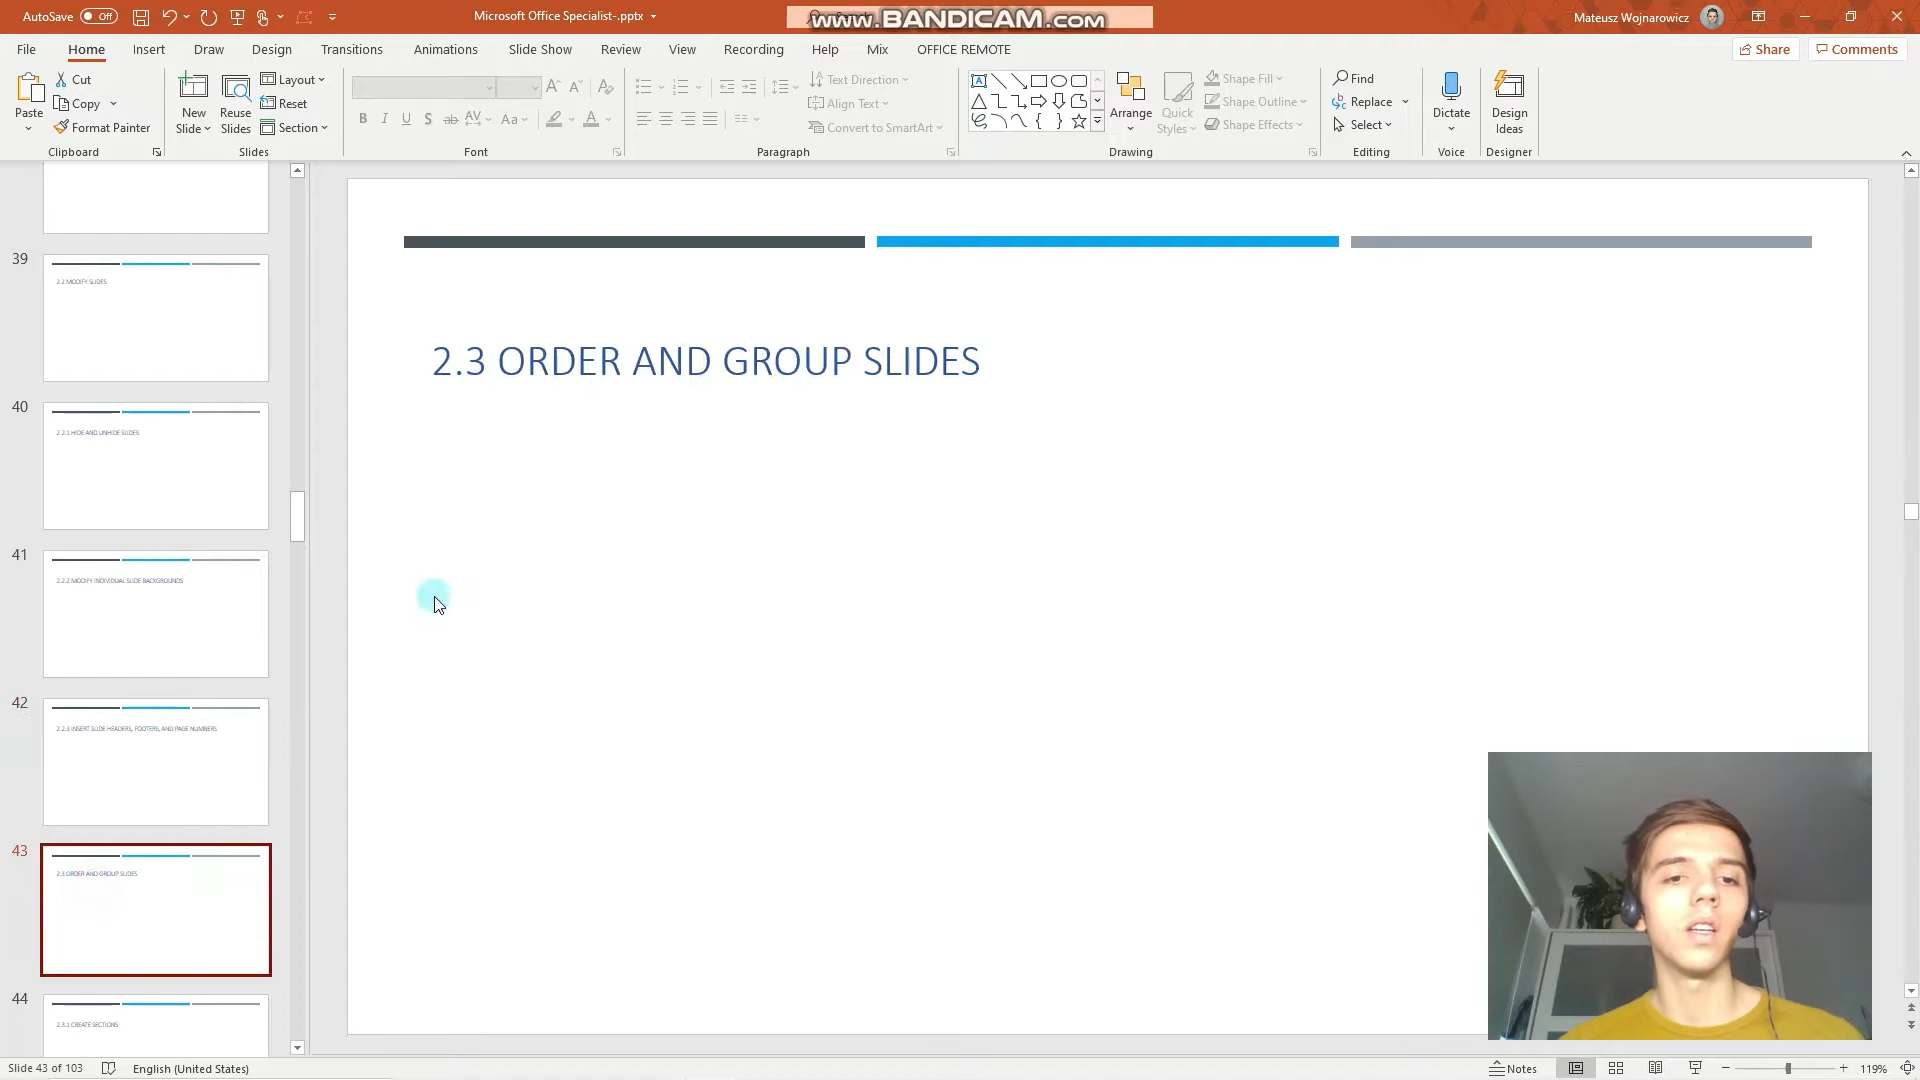 AutoSave Off
Microsoft Office Specialist-.pptx
www.BANDICAM.com
Mateusz Wojnarowicz
File Home Insert Draw Design Transitions Animations Slide Show Review View Recording Help Mix OFFICE REMOTE
Share Comments
Paste
Cut
Copy
Format Painter
Clipboard
New Slide
Reuse Slides
Layout
Reset
Section
Slides
B I U S ab AV Aa A
Font
Text Direction
Align Text
Convert to SmartArt
Paragraph
Arrange
Quick Styles
Shape Fill
Shape Outline
Shape Effects
Drawing
Find
Replace
Select
Editing
Dictate
Voice
Design Ideas
Designer
39
2.2 MODIFY SLIDES
40
2.2.1 HIDE AND UNHIDE SLIDES
41
2.2.2 MODIFY INDIVIDUAL SLIDE BACKGROUNDS
42
2.2.3 INSERT SLIDE HEADERS, FOOTERS, AND PAGE NUMBERS
43
2.3 ORDER AND GROUP SLIDES
44
2.3.1 CREATE SECTIONS
2.3 ORDER AND GROUP SLIDES
Slide 43 of 103
English (United States)
Notes
119%